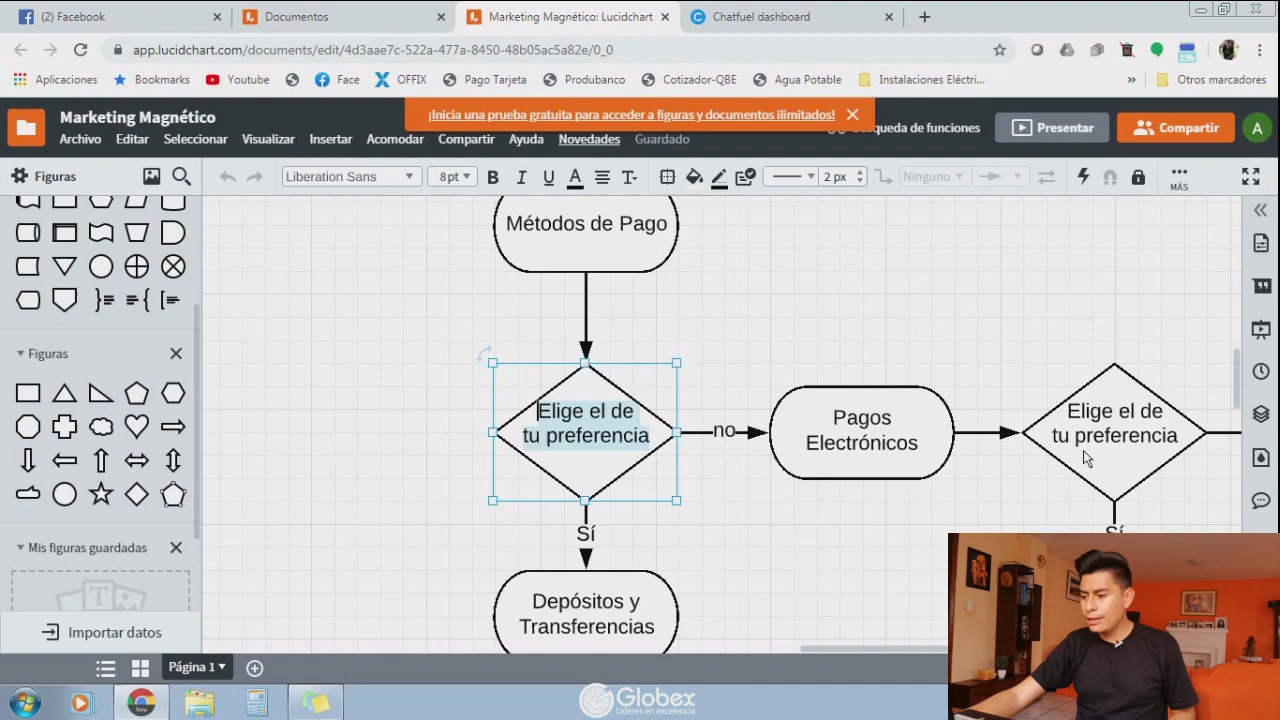 (2) Facebook
Documentos
Marketing Magnético: Lucidchart
Chatfuel dashboard
app.lucidchart.com/documents/edit/4d3aae7c-522a-477a-8450-48b05ac5a82e/0_0
Aplicaciones
Bookmarks
Youtube
Face
OFFIX
Pago Tarjeta
Produbanco
Cotizador-QBE
Agua Potable
Instalaciones Eléctri...
»
Otros marcadores
Marketing Magnético
¡Inicia una prueba gratuita para acceder a figuras y documentos ilimitados!
úsqueda de funciones
Presentar
Compartir
A
Archivo
Editar
Seleccionar
Visualizar
Insertar
Acomodar
Compartir
Ayuda
Novedades
Guardado
Figuras
Liberation Sans
8pt
B
I
U
A
T
2 px
Ninguno
MÁS
Métodos de Pago
Figuras
Elige el de
tu preferencia
no
Pagos
Electrónicos
Elige el de
tu preferencia
Sí
Sí
Mis figuras guardadas
Depósitos y
Transferencias
Importar datos
Página 1
Globex
Líderes en excelencia